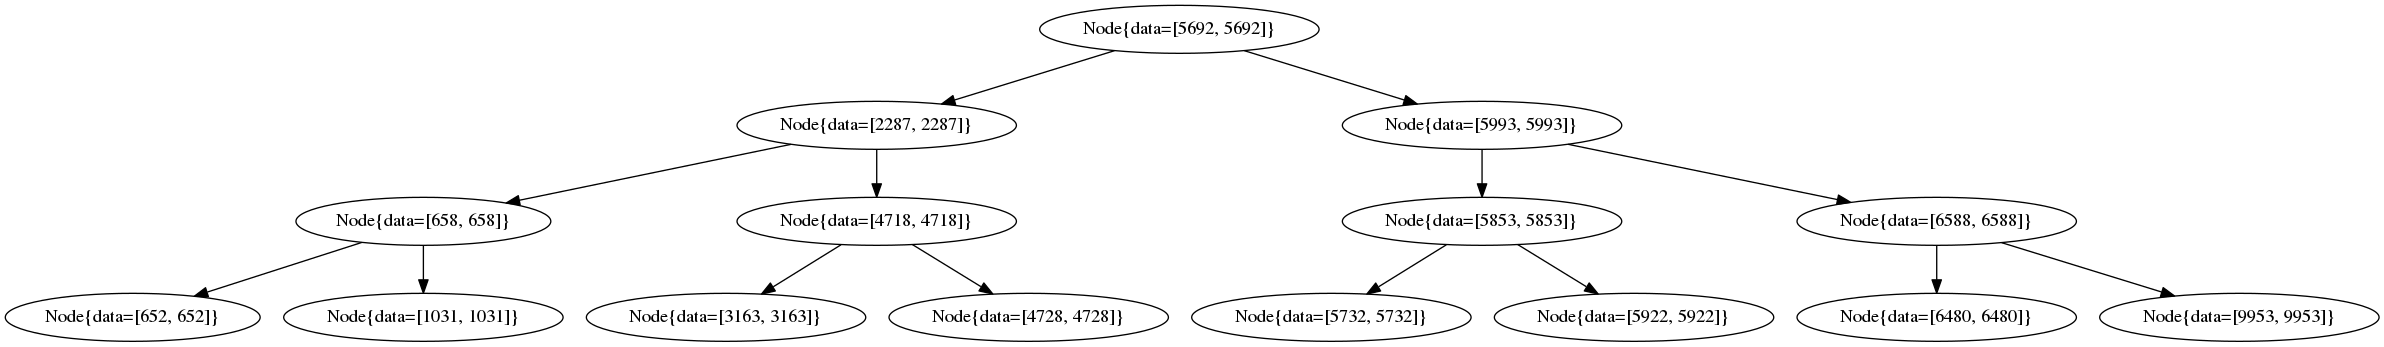 Node{data=[5692, 5692]}
Node{data=[2287, 2287]}
Node{data=[5993, 5993]}
Node{data=[658, 658]}
Node{data=[4718, 4718]}
Node{data=[5853, 5853]}
Node{data=[6588, 6588]}
Node{data=[652, 652]}
Node{data=[1031, 1031]}
Node{data=[3163, 3163]}
Node{data=[4728, 4728]}
Node{data=[5732, 5732]}
Node{data=[5922, 5922]}
Node{data=[6480, 6480]}
Node{data=[9953, 9953]}